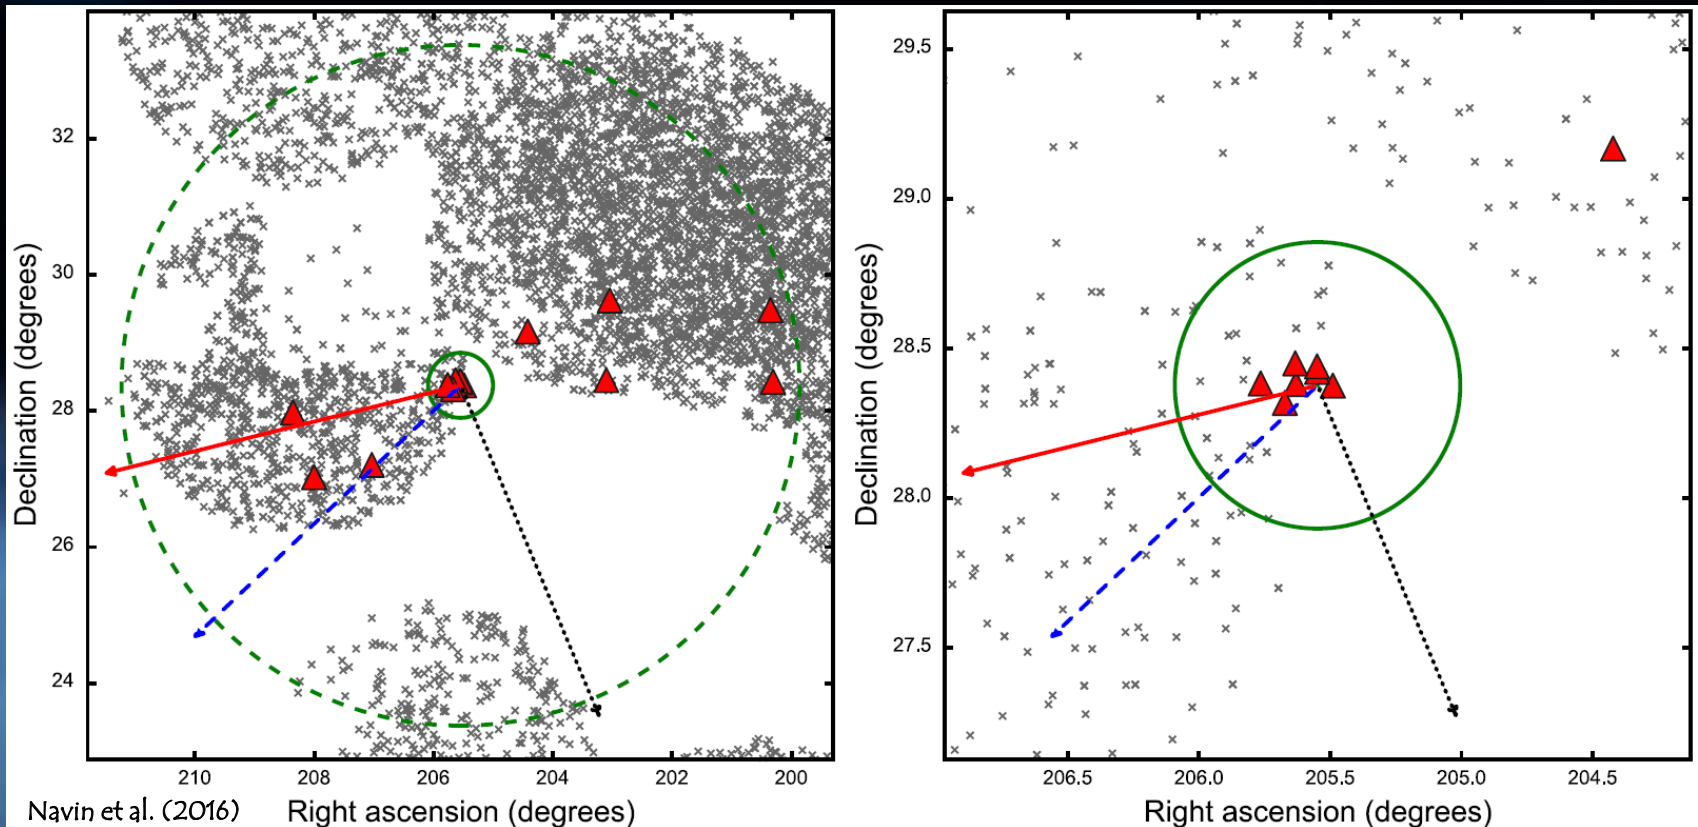 32
30
28
26
24
Declination (degrees)
210 208 206 204 202 200
Right ascension (degrees)
29.5
29.0
28.5
28.0
27.5
Declination (degrees)
206.5 206.0 205.5 205.0 204.5
Right ascension (degrees)
Navin et al. (2016)